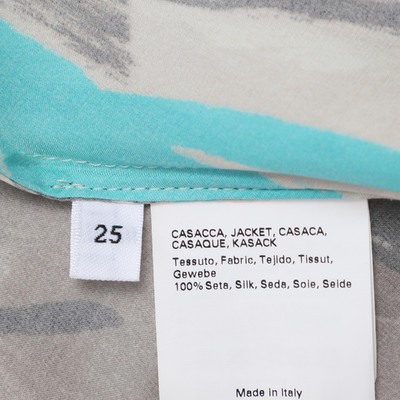 25
CASACCA, JACKET, CASACA,
CASAQUE, KASACK
Tessuto, Fabric, Tejido, Tissut,
Gewebe
100% Seta, Silk, Seda, Soie, Seide
Made in Italy